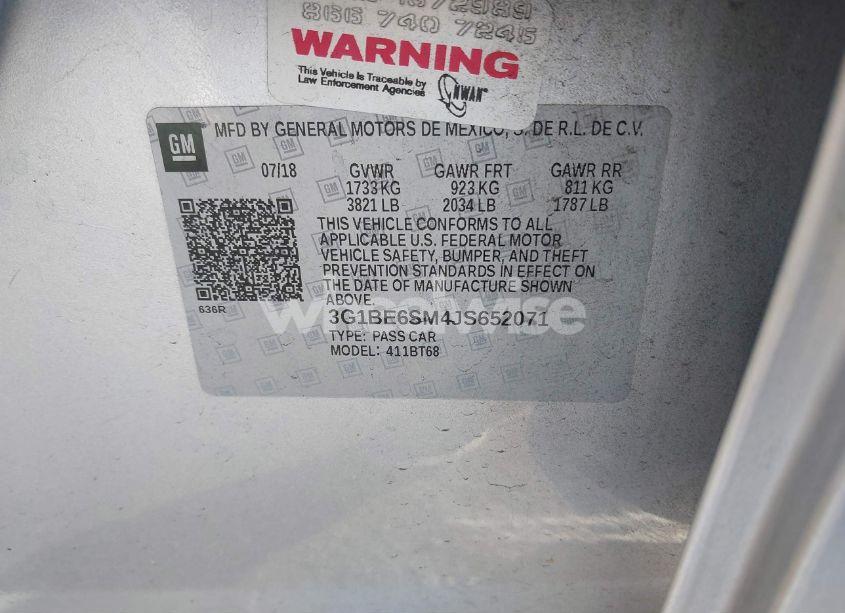 866 740 7245
WARNING
This Vehicle Is Traceable by
Law Enforcement Agencies
NWAN
GM
MFD BY GENERAL MOTORS DE MEXICO, S. DE R.L. DE C.V.
07/18 GVWR GAWR FRT GAWR RR
1733 KG 923 KG 811 KG
3821 LB 2034 LB 1787 LB
THIS VEHICLE CONFORMS TO ALL
APPLICABLE U.S. FEDERAL MOTOR
VEHICLE SAFETY, BUMPER, AND THEFT
PREVENTION STANDARDS IN EFFECT ON
THE DATE OF MANUFACTURE SHOWN
ABOVE.
636R
3G1BE6SM4JS652071
TYPE: PASS CAR
MODEL: 411BT68